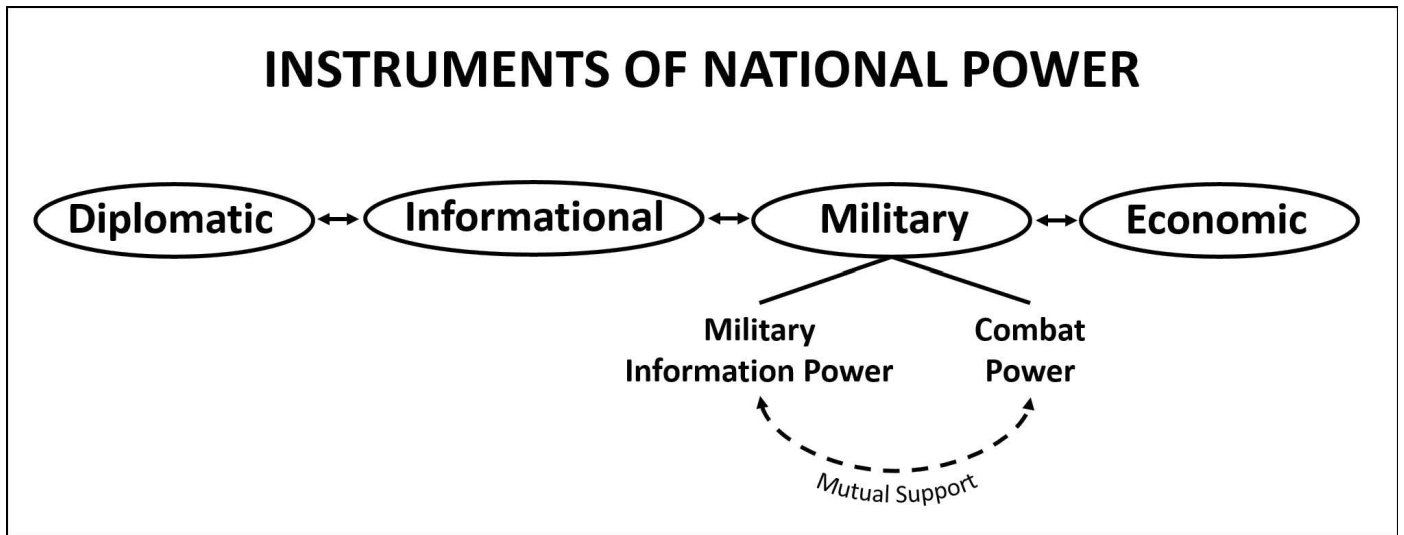 INSTRUMENTS OF NATIONAL POWER
Diplomatic
Informational
Military
Economic
Military
Information Power
Combat
Power
Mutual Support